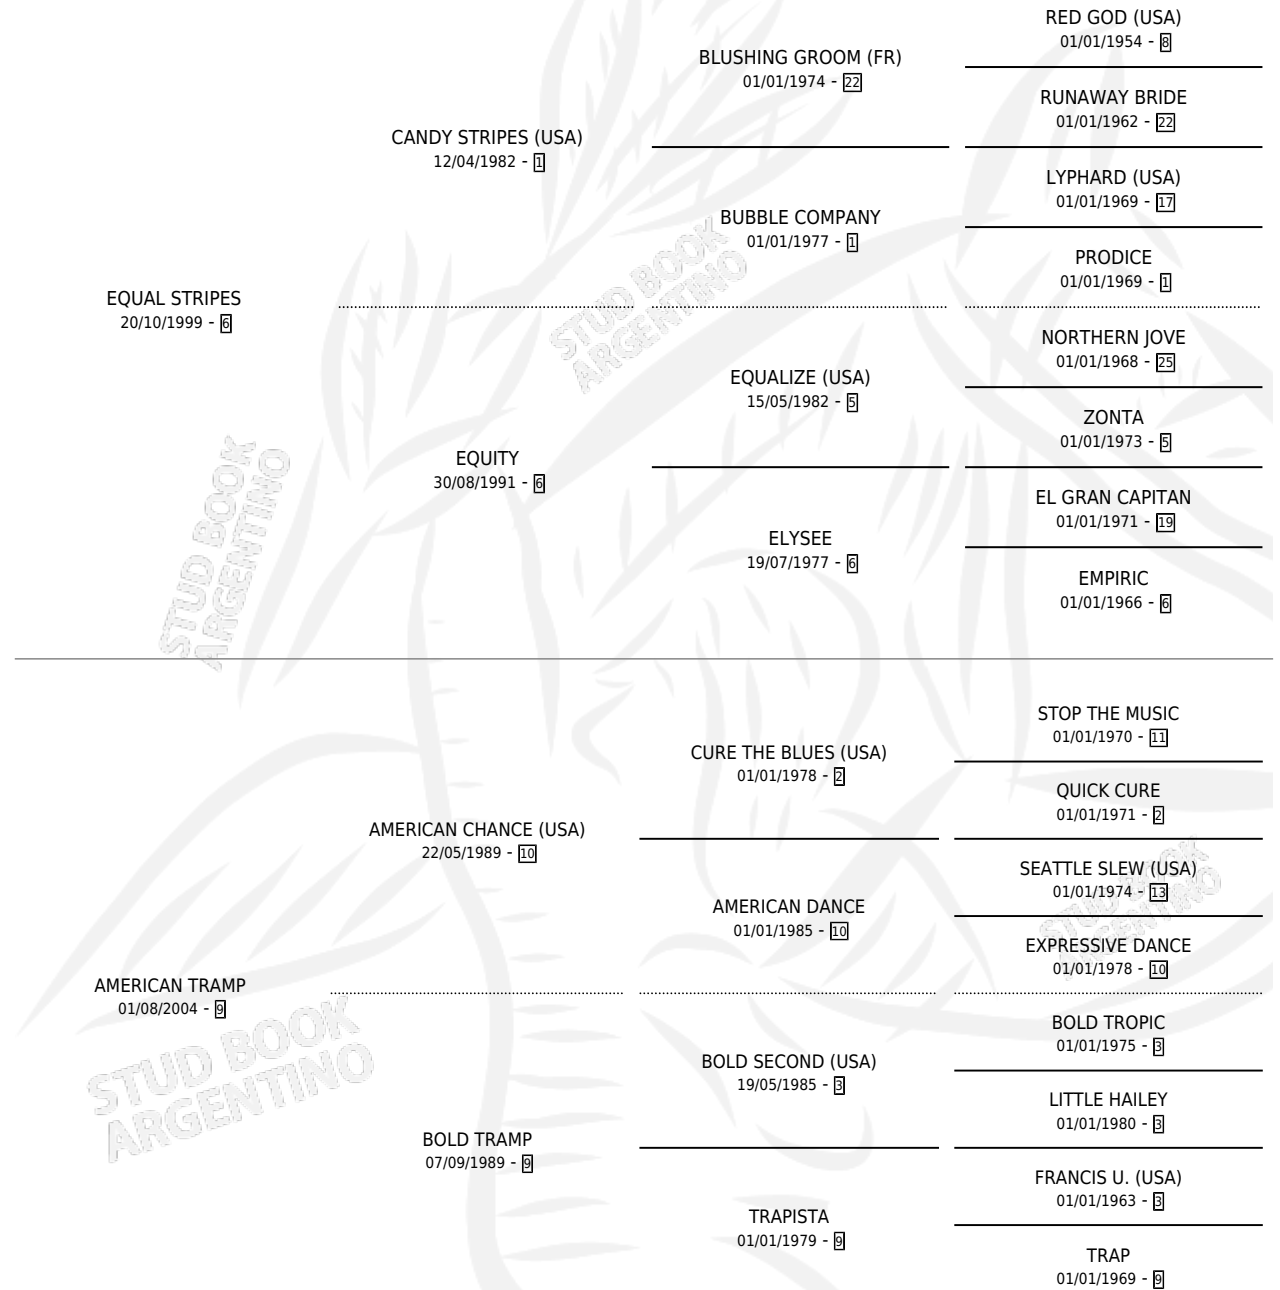 RED GOD (USA)
01/01/1954 - 8
BLUSHING GROOM (FR)
01/01/1974 - 22
RUNAWAY BRIDE
01/01/1962 - 22
CANDY STRIPES (USA)
12/04/1982 - 1
LYPHARD (USA)
01/01/1969 - 17
BUBBLE COMPANY
01/01/1977 - 1
PRODICE
01/01/1969 - 1
EQUAL STRIPES
20/10/1999 - 6
STUD BOOK
ARGENTINO
NORTHERN JOVE
01/01/1968 - 25
EQUALIZE (USA)
15/05/1982 - 5
ZONTA
01/01/1973 - 5
EQUITY
30/08/1991 - 6
EL GRAN CAPITAN
01/01/1971 - 19
ELYSEE
19/07/1977 - 6
EMPIRIC
01/01/1966 - 6
STUD BOOK
ARGENTINO
STOP THE MUSIC
01/01/1970 - 11
CURE THE BLUES (USA)
01/01/1978 - 2
QUICK CURE
01/01/1971 - 2
AMERICAN CHANCE (USA)
22/05/1989 - 10
SEATTLE SLEW (USA)
01/01/1974 - 13
AMERICAN DANCE
01/01/1985 - 10
STUD BOOK
ARGENTINO
EXPRESSIVE DANCE
01/01/1978 - 10
AMERICAN TRAMP
01/08/2004 - 9
STUD BOOK
ARGENTINO
BOLD TROPIC
01/01/1975 - 3
BOLD SECOND (USA)
19/05/1985 - 3
LITTLE HAILEY
01/01/1980 - 3
BOLD TRAMP
07/09/1989 - 9
FRANCIS U. (USA)
01/01/1963 - 3
TRAPISTA
01/01/1979 - 9
TRAP
01/01/1969 - 9